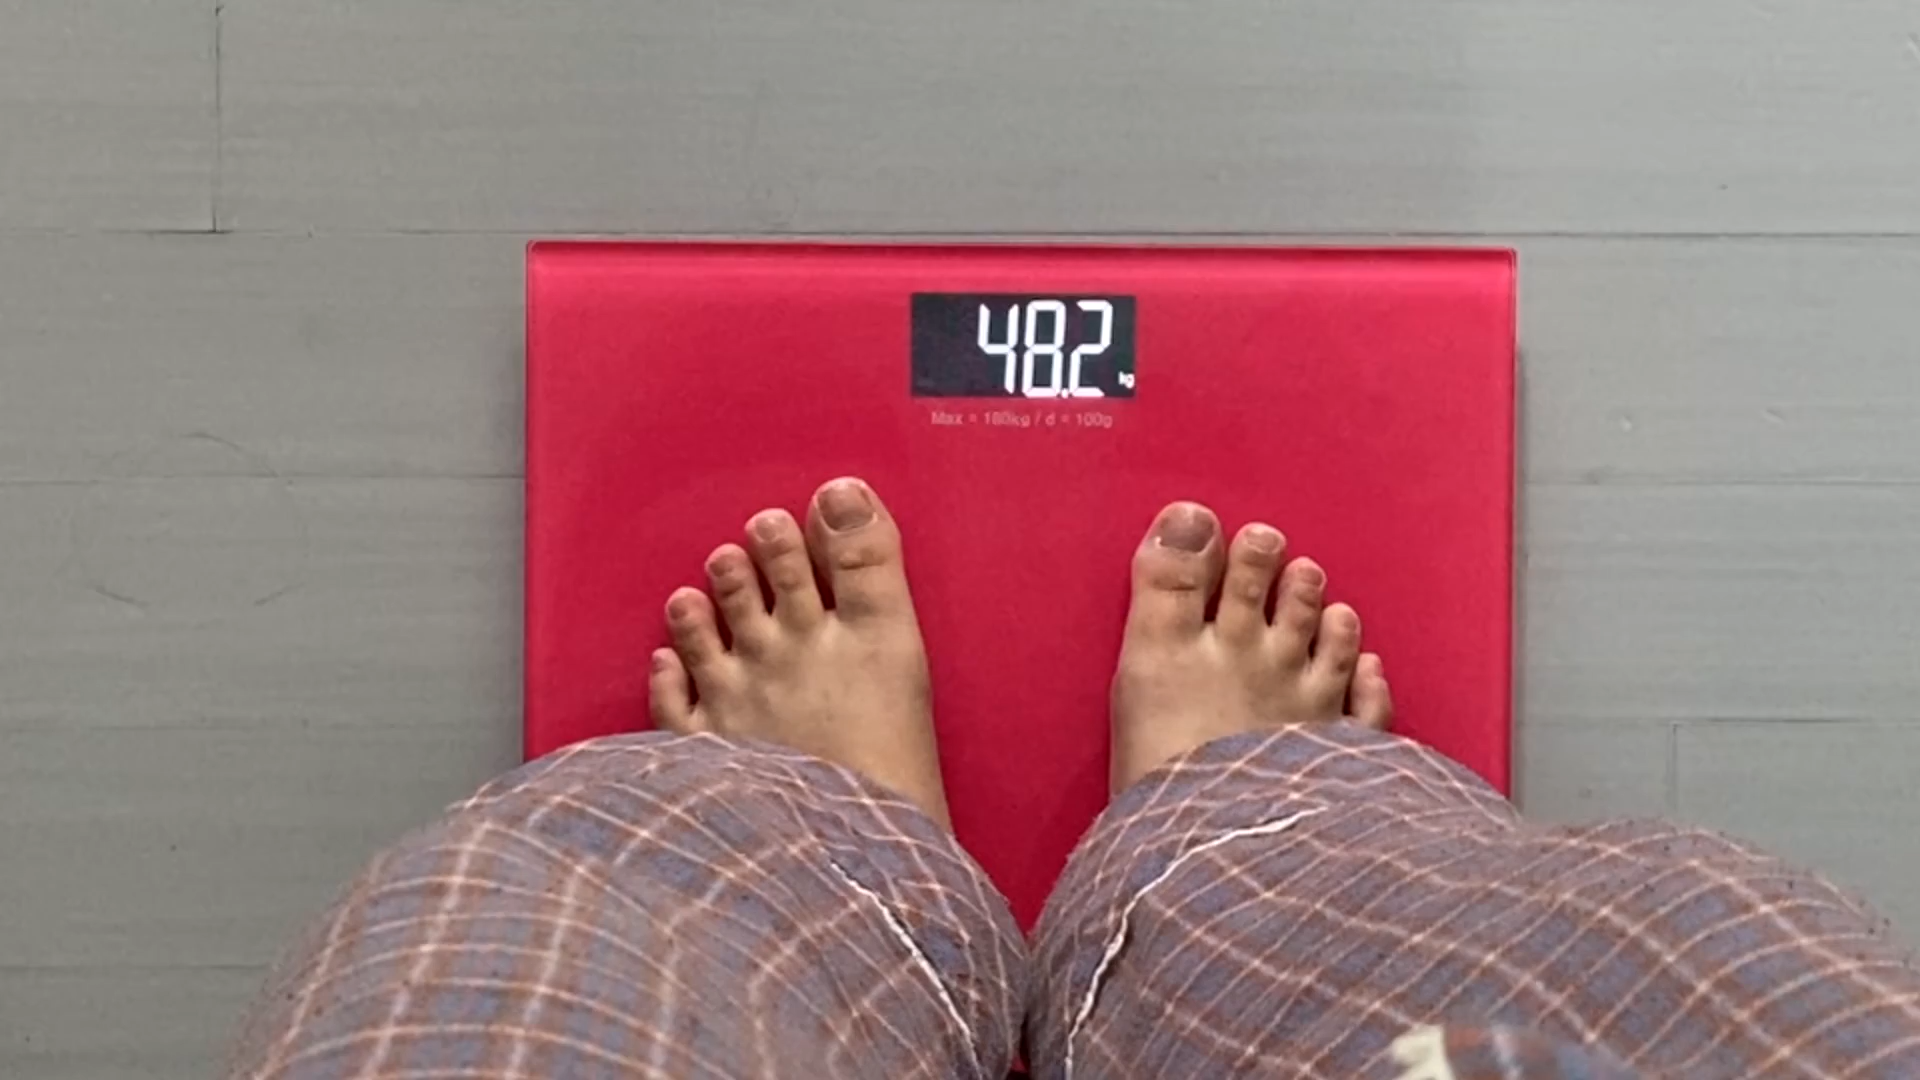 48.2 kg
Max = 180kg / d = 100g